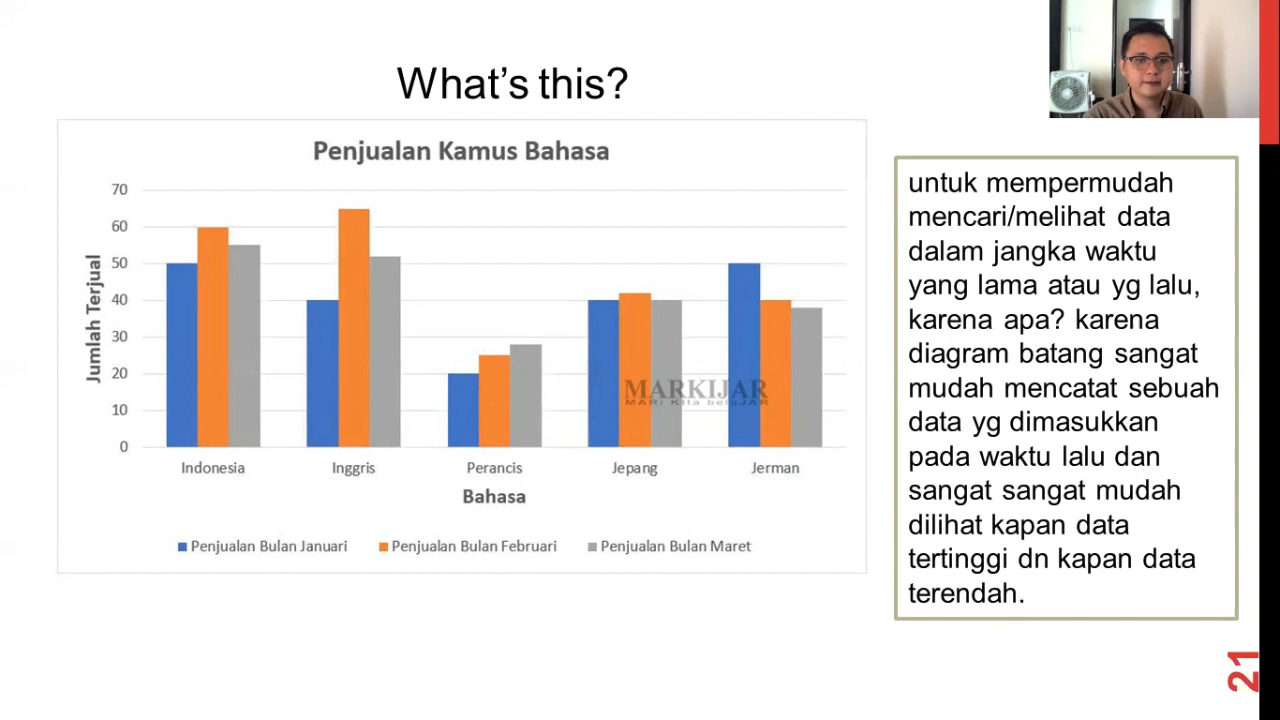 What's this?
Penjualan Kamus Bahasa
Jumlah Terjual
70
60
50
40
30
20
10
0
MARKIJAR
MARi Kita belaJAR
Indonesia Inggris Perancis Jepang Jerman
Bahasa
Penjualan Bulan Januari Penjualan Bulan Februari Penjualan Bulan Maret
untuk mempermudah
mencari/melihat data
dalam jangka waktu
yang lama atau yg lalu,
karena apa? karena
diagram batang sangat
mudah mencatat sebuah
data yg dimasukkan
pada waktu lalu dan
sangat sangat mudah
dilihat kapan data
tertinggi dn kapan data
terendah.
21